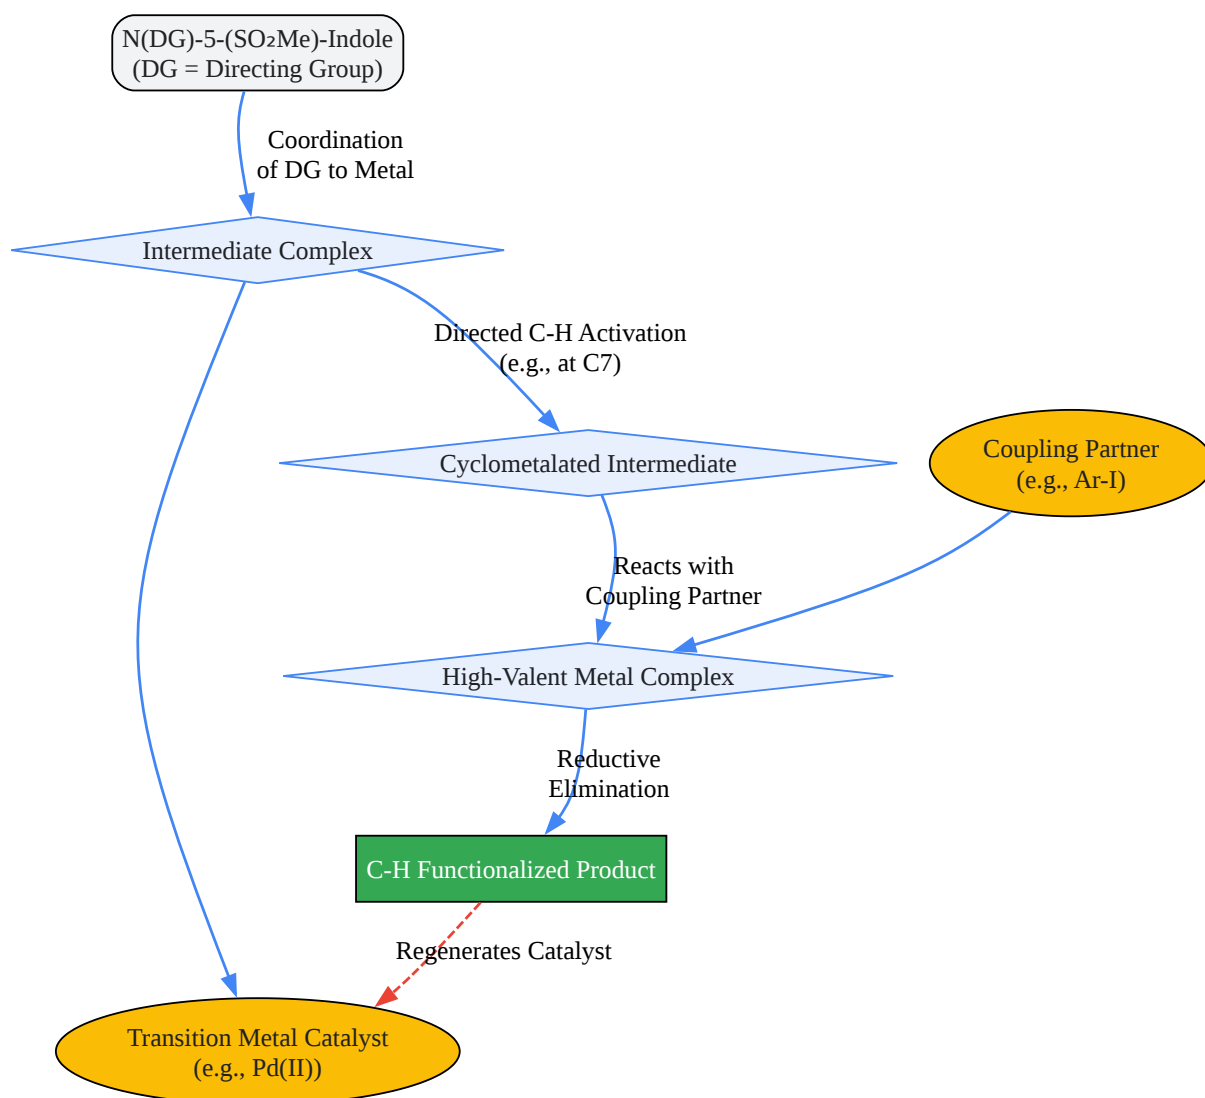 N(DG)-5-(SO₂Me)-Indole
(DG = Directing Group)
Coordination
of DG to Metal
Intermediate Complex
Directed C-H Activation
(e.g., at C7)
Cyclometalated Intermediate
Coupling Partner
(e.g., Ar-I)
Reacts with
Coupling Partner
High-Valent Metal Complex
Reductive
Elimination
C-H Functionalized Product
Regenerates Catalyst
Transition Metal Catalyst
(e.g., Pd(II))